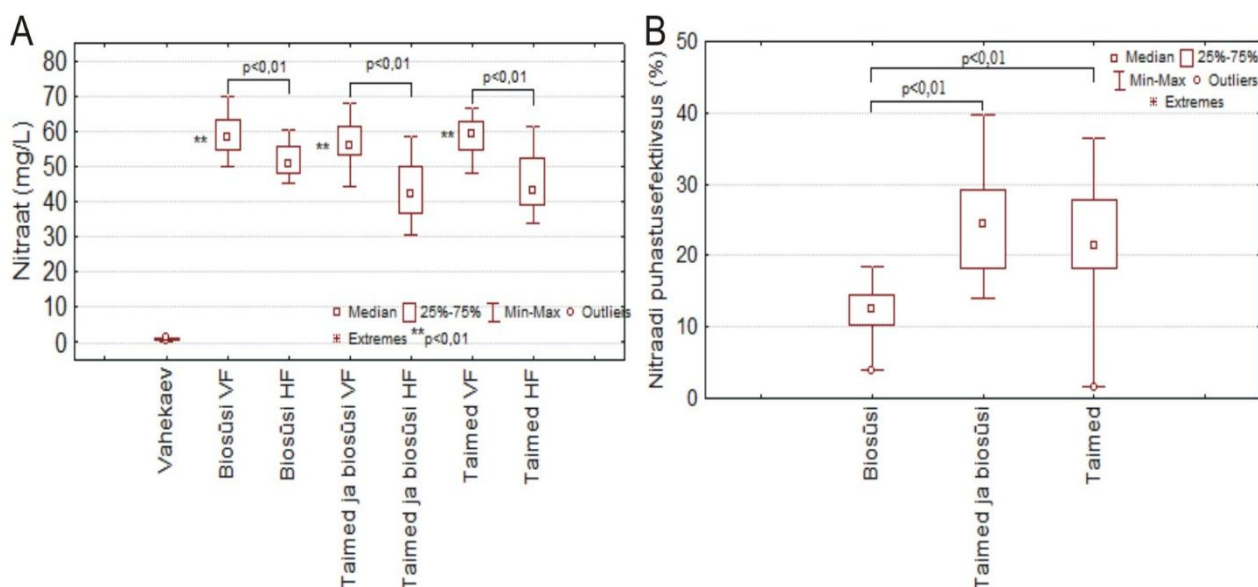 A
Nitraat (mg/L)
80
70
60
50
40
30
20
10
0
p<0,01
p<0,01
p<0,01
**
**
**
Median 25%-75% Min-Max Outliers
Extremes **p<0,01
Vahekaev
Biosüsi VF
Biosüsi HF
Taimed ja biosüsi VF
Taimed ja biosüsi HF
Taimed VF
Taimed HF
B
Nitraadi puhastusefektiivsus (%)
50
40
30
20
10
0
p<0,01
p<0,01
Median 25%-75%
Min-Max Outliers
Extremes
Biosüsi
Taimed ja biosüsi
Taimed